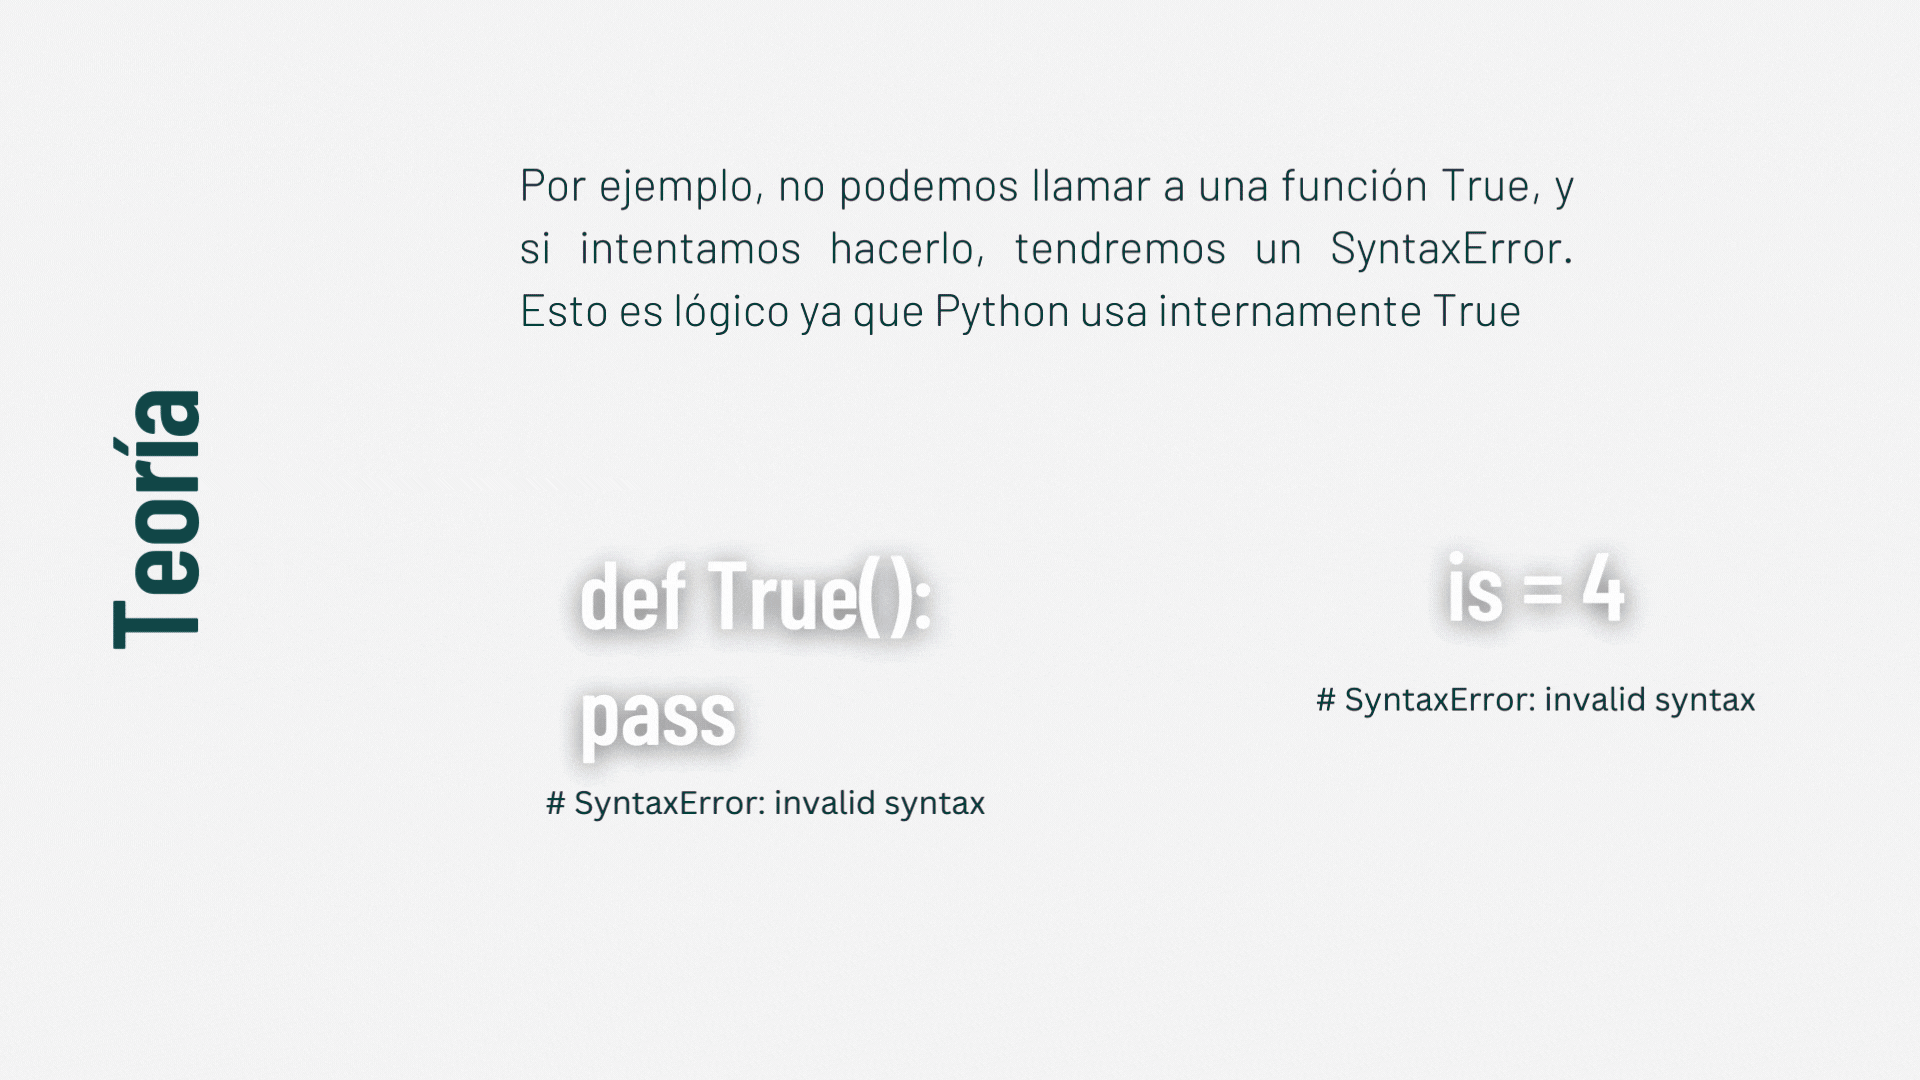 Teoría
Por ejemplo, no podemos llamar a una función True, y
si intentamos hacerlo, tendremos un SyntaxError.
Esto es lógico ya que Python usa internamente True
def True():
pass
# SyntaxError: invalid syntax
is = 4
# SyntaxError: invalid syntax